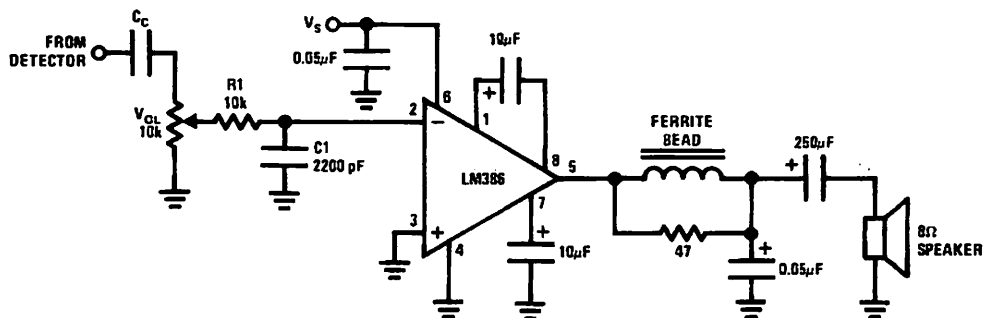 C_C
FROM
DETECTOR
V_S
0.05µF
10µF
R1
10k
V_OL
10k
C1
2200 pF
2
−
6
1
+
8
5
LM386
3
+
4
7
+
10µF
FERRITE
BEAD
47
+
0.05µF
250µF
+
8Ω
SPEAKER